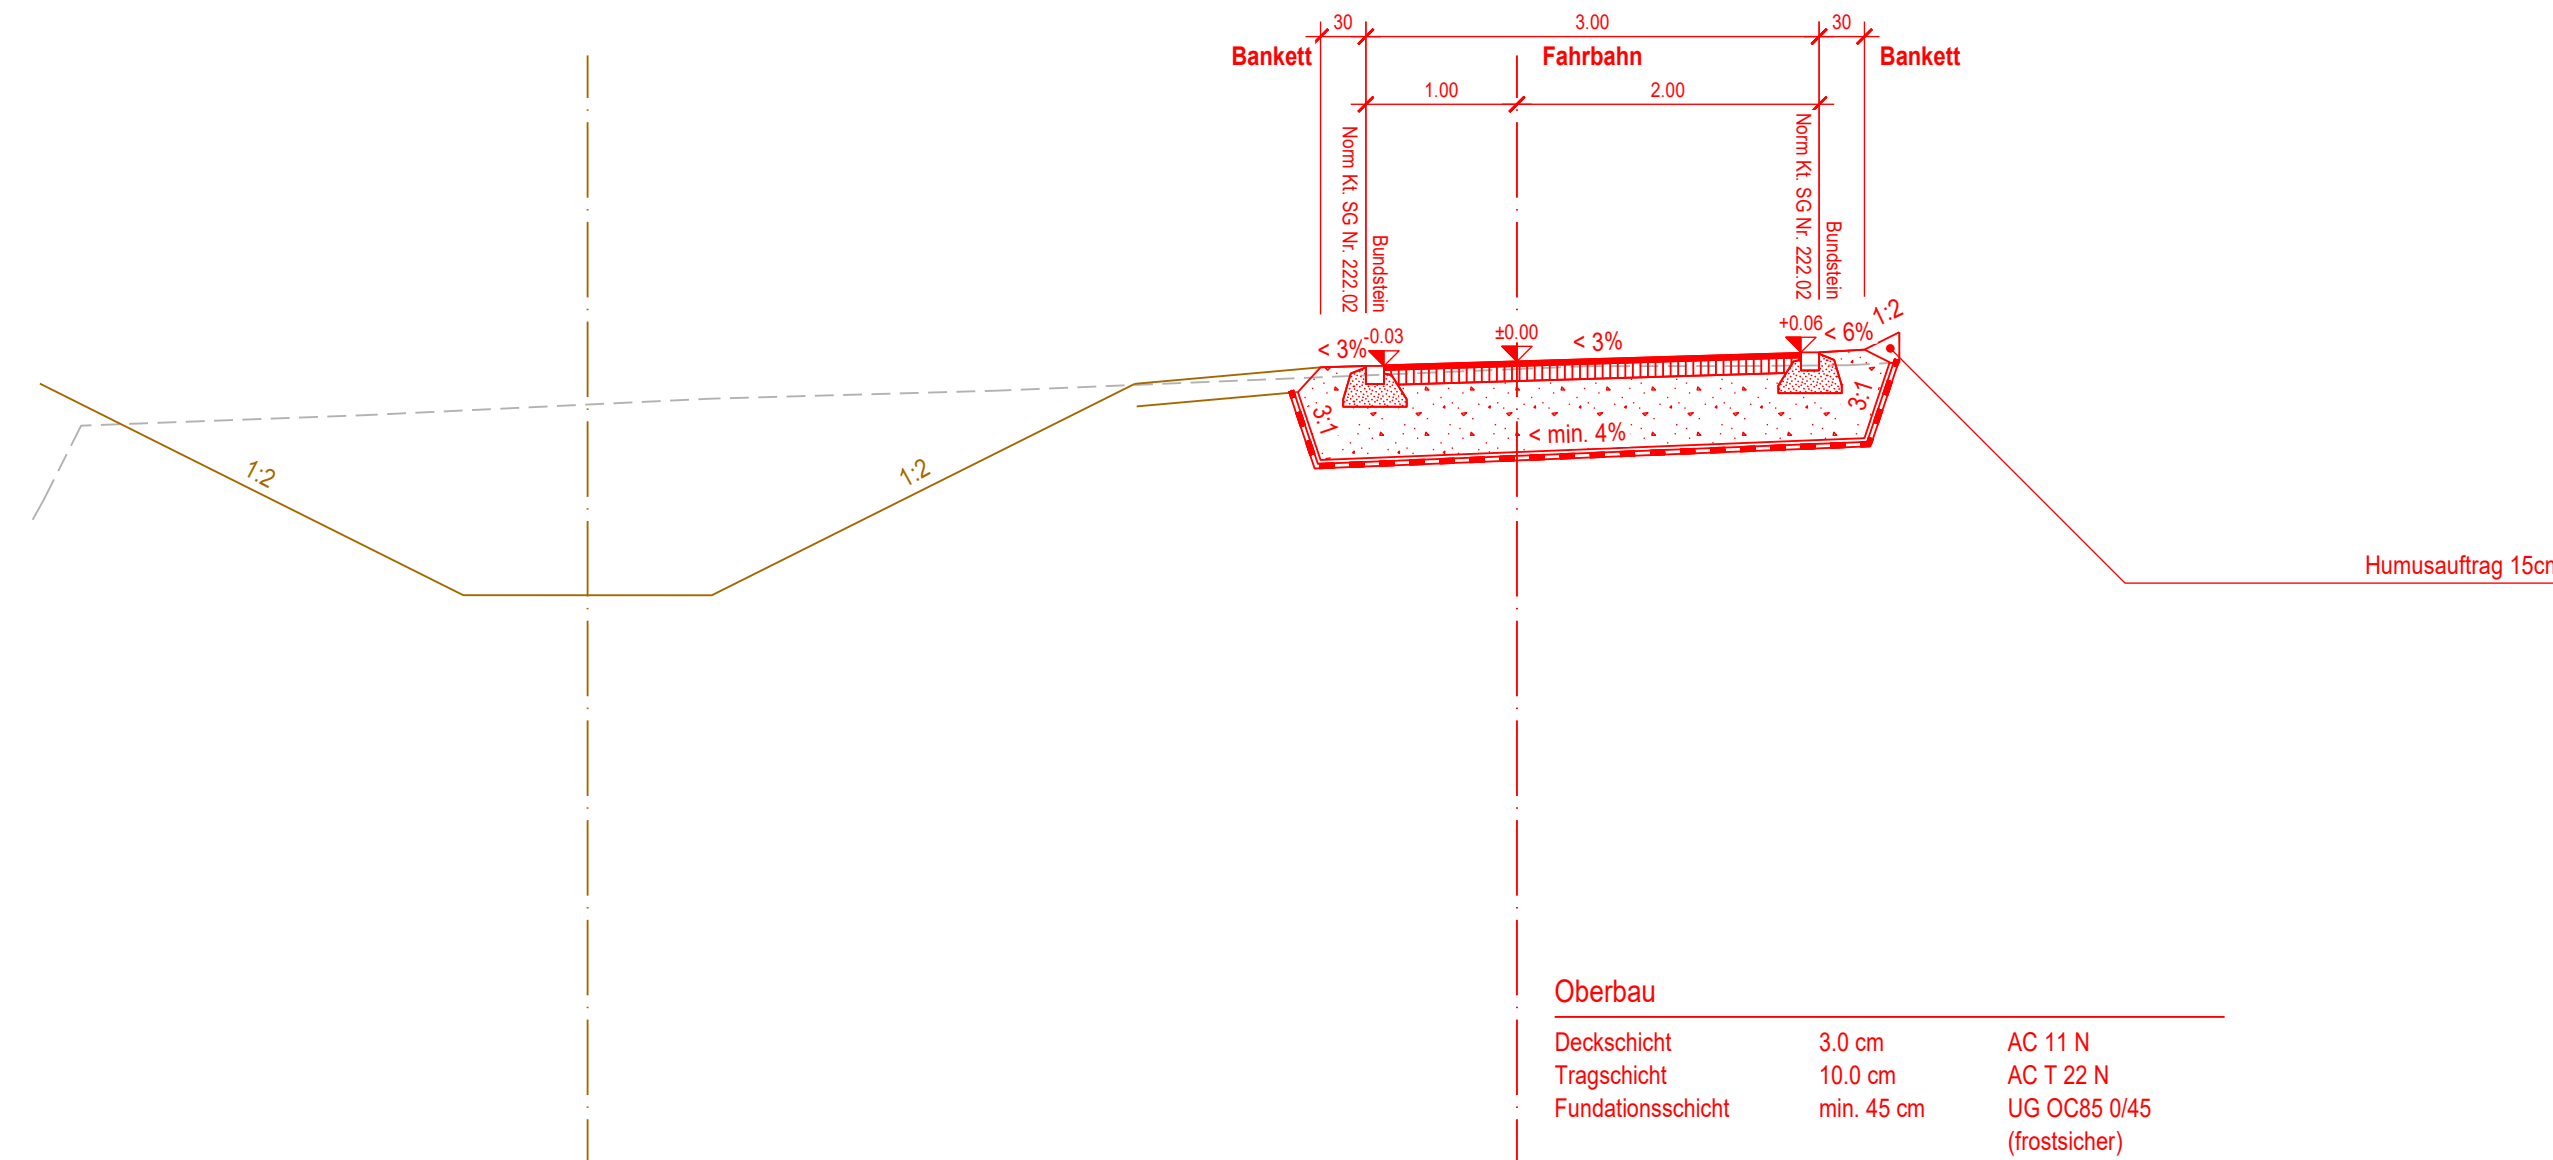 30 3.00 30
Bankett Fahrbahn Bankett
1.00 2.00
Norm Kt. SG Nr. 222.02
Bundstein
Norm Kt. SG Nr. 222.02
Bundstein
< 3% -0.03 ±0.00 < 3% +0.06 < 6% 1:2
3:1 < min. 4% 3:1
1:2 1:2
Humusauftrag 15cm
Oberbau
Deckschicht 3.0 cm AC 11 N
Tragschicht 10.0 cm AC T 22 N
Fundationsschicht min. 45 cm UG OC85 0/45
(frostsicher)